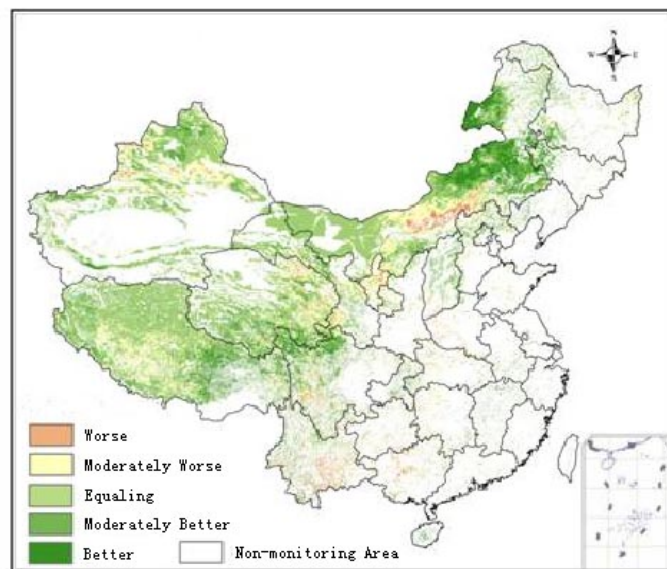 N
W E
S
Worse
Moderately Worse
Equaling
Moderately Better
Better
Non-monitoring Area